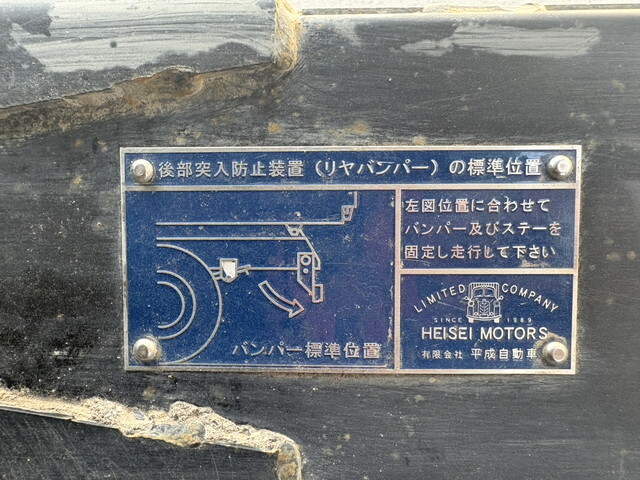 後部突入防止装置(リヤバンパー)の標準位置
左図位置に合わせて
バンパー及びステーを
固定し走行して下さい
バンパー標準位置
LIMITED COMPANY
SINCE 1989
HEISEI MOTORS
有限会社 平成自動車